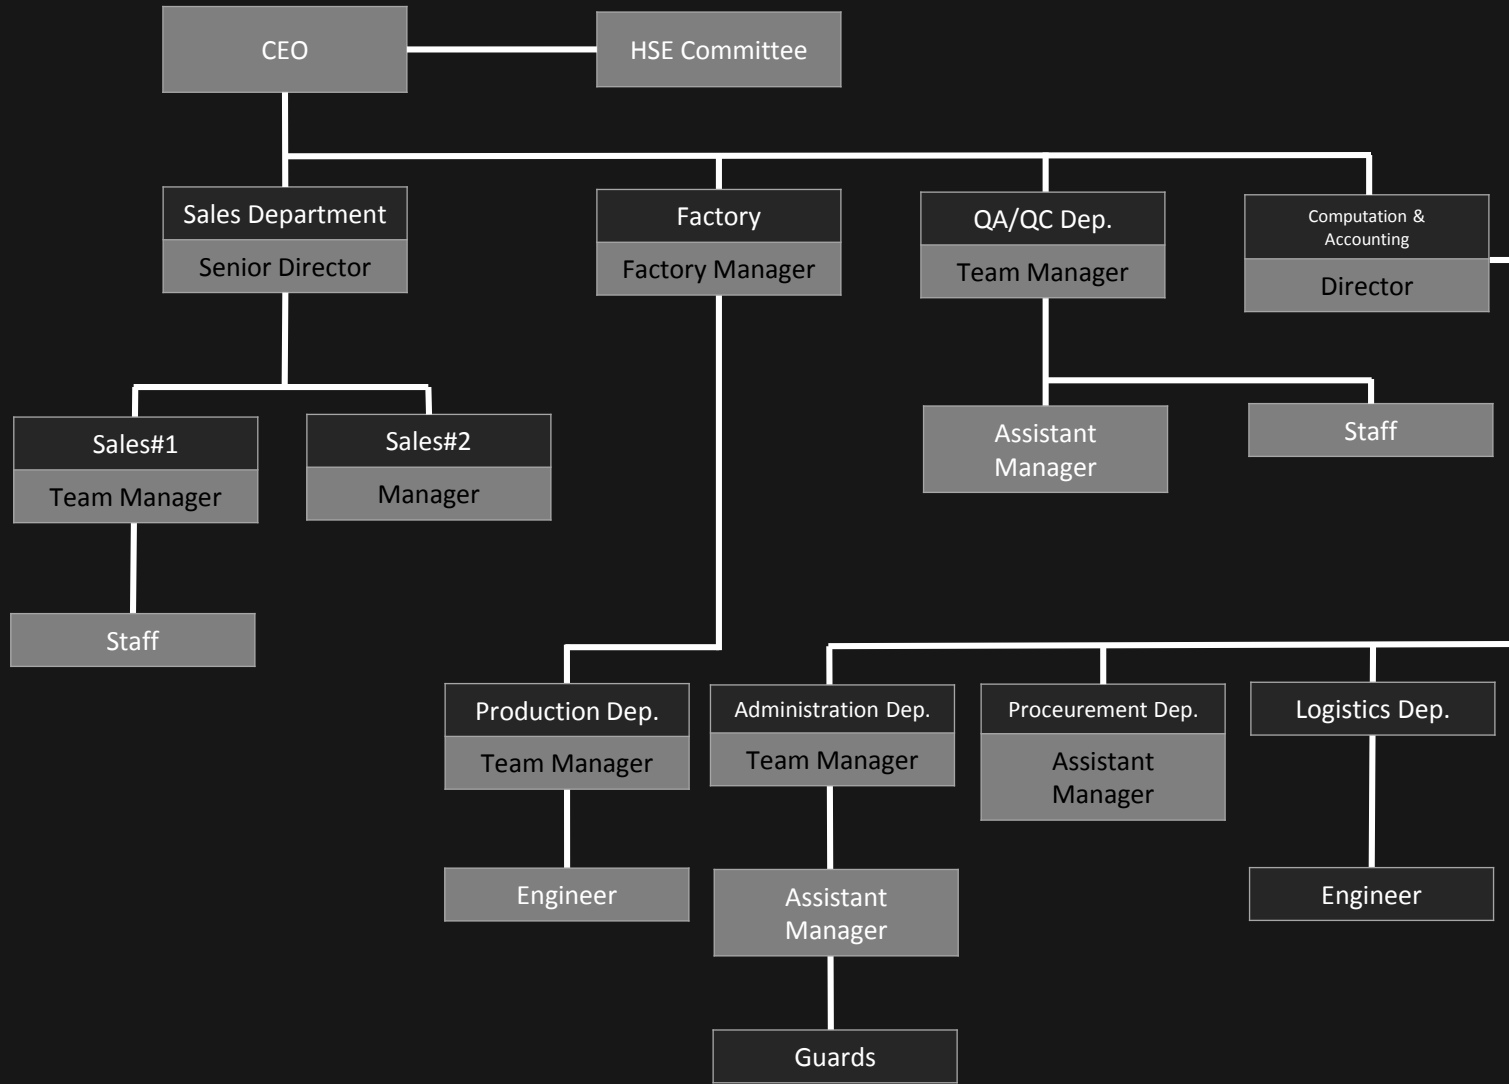 CEO
HSE Committee
Sales Department
Senior Director
Factory
Factory Manager
QA/QC Dep.
Team Manager
Computation &
Accounting
Director
Sales#1
Team Manager
Sales#2
Manager
Assistant
Manager
Staff
Staff
Production Dep.
Team Manager
Administration Dep.
Team Manager
Proceurement Dep.
Assistant
Manager
Logistics Dep.
Engineer
Assistant
Manager
Engineer
Guards